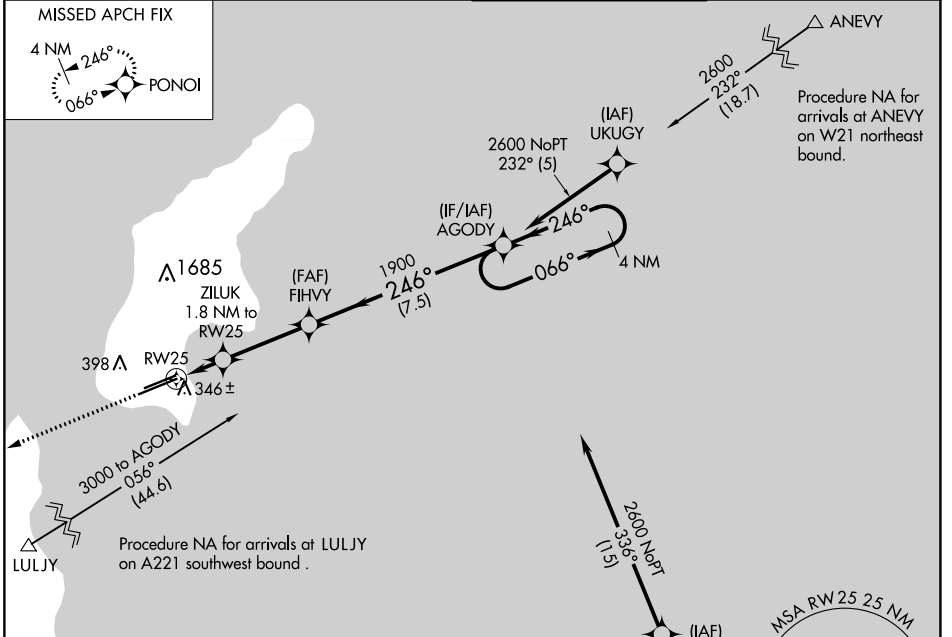 MISSED APCH FIX
4 NM
246°
066°
PONOI
ANEVY
2600
232°
(18.7)
Procedure NA for
arrivals at ANEVY
on W21 northeast
bound.
(IAF)
UKUGY
2600 NoPT
232° (5)
(IF/IAF)
AGODY
246°
066°
4 NM
1900
246°
(7.5)
(FAF)
FIHVY
1685
ZILUK
1.8 NM to
RW25
398
RW25
346±
3000 to AGODY
056°
(44.6)
LULJY
Procedure NA for arrivals at LULJY
on A221 southwest bound .
2600 NoPT
336°
(15)
(IAF)
MSA RW25 25 NM